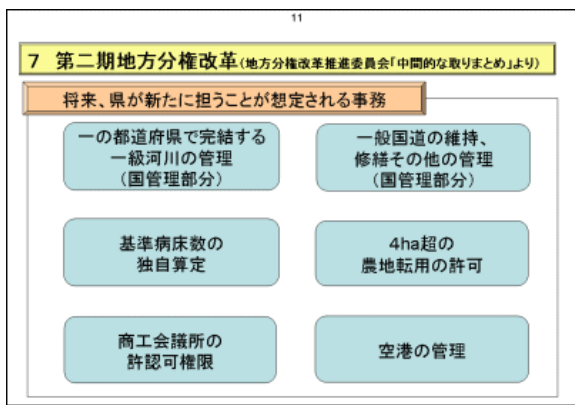 11
7 第二期地方分権改革(地方分権改革推進委員会「中間的な取りまとめ」より)
将来、県が新たに担うことが想定される事務
一の都道府県で完結する
一級河川の管理
(国管理部分)
一般国道の維持、
修繕その他の管理
(国管理部分)
基準病床数の
独自算定
4ha超の
農地転用の許可
商工会議所の
許認可権限
空港の管理